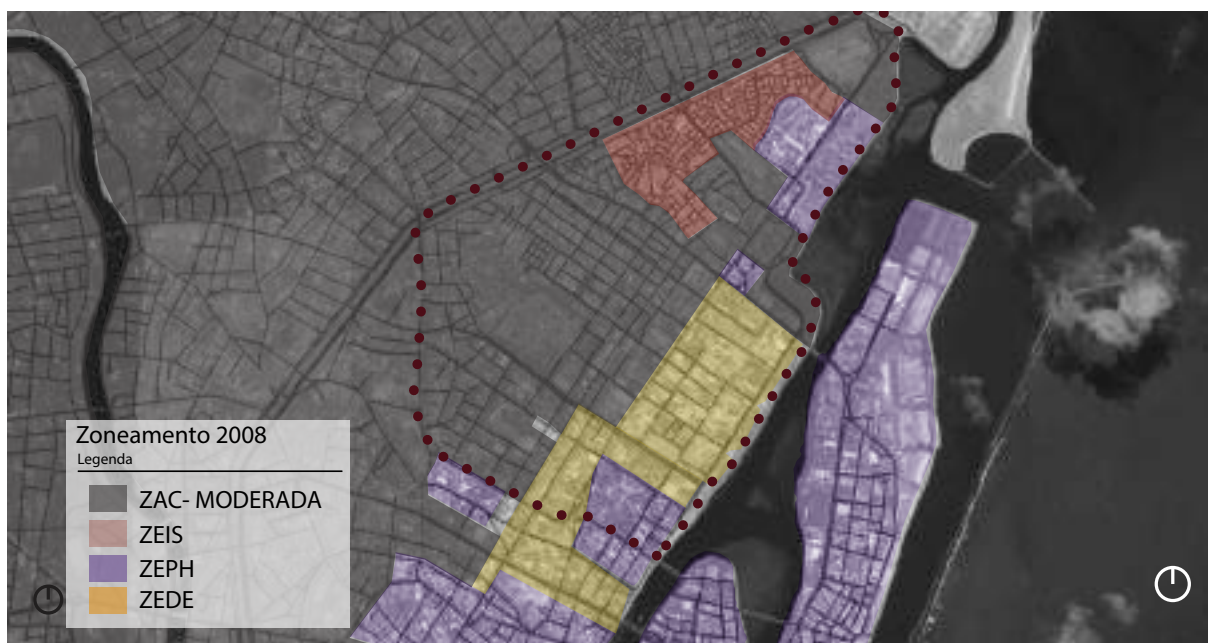 Zoneamento 2008
Legenda
ZAC- MODERADA
ZEIS
ZEPH
ZEDE